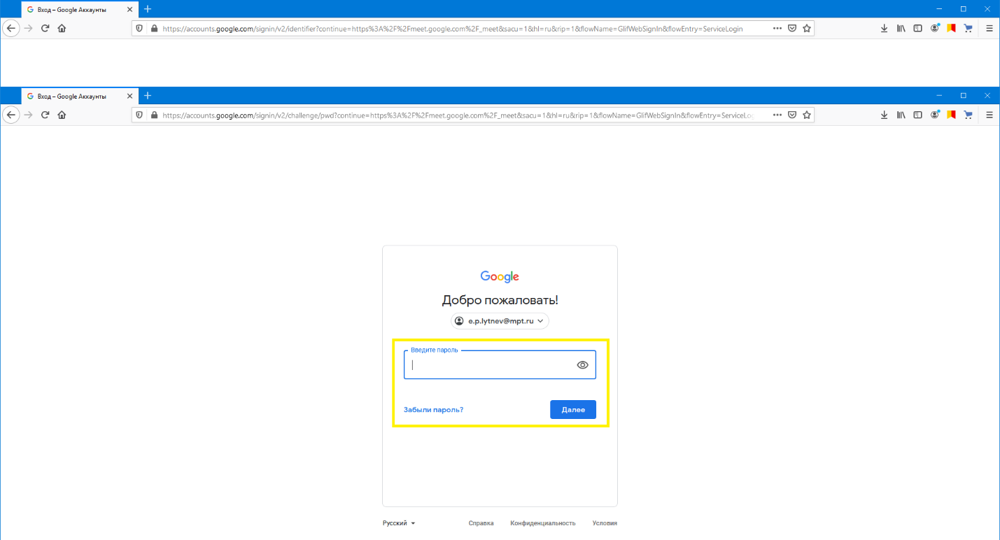 Вход – Google Аккаунты
https://accounts.google.com/signin/v2/identifier?continue=https%3A%2F%2Fmeet.google.com%2F_meet&sacu=1&hl=ru&rip=1&flowName=GlifWebSignIn&flowEntry=ServiceLogin
Вход – Google Аккаунты
https://accounts.google.com/signin/v2/challenge/pwd?continue=https%3A%2F%2Fmeet.google.com%2F_meet&sacu=1&hl=ru&rip=1&flowName=GlifWebSignIn&flowEntry=ServiceLo
Google
Добро пожаловать!
e.p.lytnev@mpt.ru
Введите пароль
Забыли пароль? Далее
Русский Справка Конфиденциальность Условия